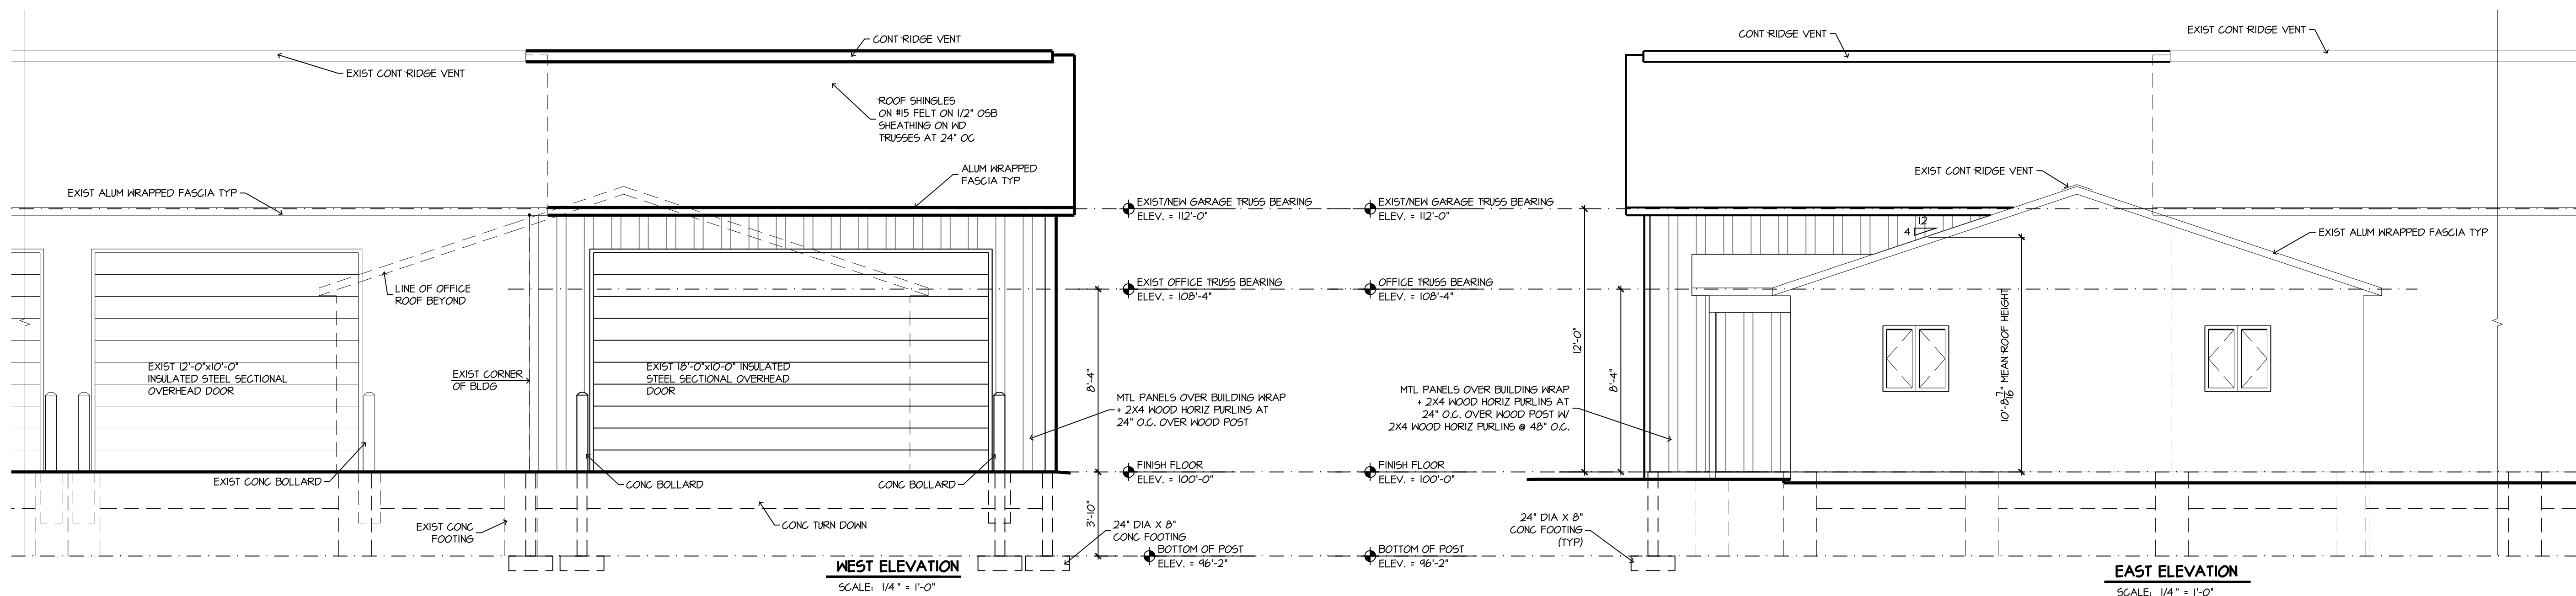 CONT RIDGE VENT
EXIST CONT RIDGE VENT
ROOF SHINGLES
ON #15 FELT ON 1/2" OSB
SHEATHING ON WD
TRUSSES AT 24" OC
ALUM WRAPPED
FASCIA TYP
EXIST ALUM WRAPPED FASCIA TYP
LINE OF OFFICE
ROOF BEYOND
EXIST 12'-0"x10'-0"
INSULATED STEEL SECTIONAL
OVERHEAD DOOR
EXIST CORNER
OF BLDG
EXIST 18'-0"x10-0" INSULATED
STEEL SECTIONAL OVERHEAD
DOOR
MTL PANELS OVER BUILDING WRAP
+ 2X4 WOOD HORIZ PURLINS AT
24" O.C. OVER WOOD POST
EXIST CONC BOLLARD
CONC BOLLARD
CONC BOLLARD
EXIST CONC
FOOTING
CONC TURN DOWN
24" DIA X 8"
CONC FOOTING
8'-4"
3'-10"
EXIST/NEW GARAGE TRUSS BEARING
ELEV. = 112'-0"
EXIST OFFICE TRUSS BEARING
ELEV. = 108'-4"
FINISH FLOOR
ELEV. = 100'-0"
BOTTOM OF POST
ELEV. = 96'-2"
WEST ELEVATION
SCALE: 1/4" = 1'-0"
CONT RIDGE VENT
EXIST CONT RIDGE VENT
EXIST CONT RIDGE VENT
EXIST/NEW GARAGE TRUSS BEARING
ELEV. = 112'-0"
12
4
EXIST ALUM WRAPPED FASCIA TYP
OFFICE TRUSS BEARING
ELEV. = 108'-4"
12'-0"
8'-4"
10'-8 7/16" MEAN ROOF HEIGHT
MTL PANELS OVER BUILDING WRAP
+ 2X4 WOOD HORIZ PURLINS AT
24" O.C. OVER WOOD POST W/
2X4 WOOD HORIZ PURLINS @ 48" O.C.
FINISH FLOOR
ELEV. = 100'-0"
24" DIA X 8"
CONC FOOTING
(TYP)
BOTTOM OF POST
ELEV. = 96'-2"
EAST ELEVATION
SCALE: 1/4" = 1'-0"